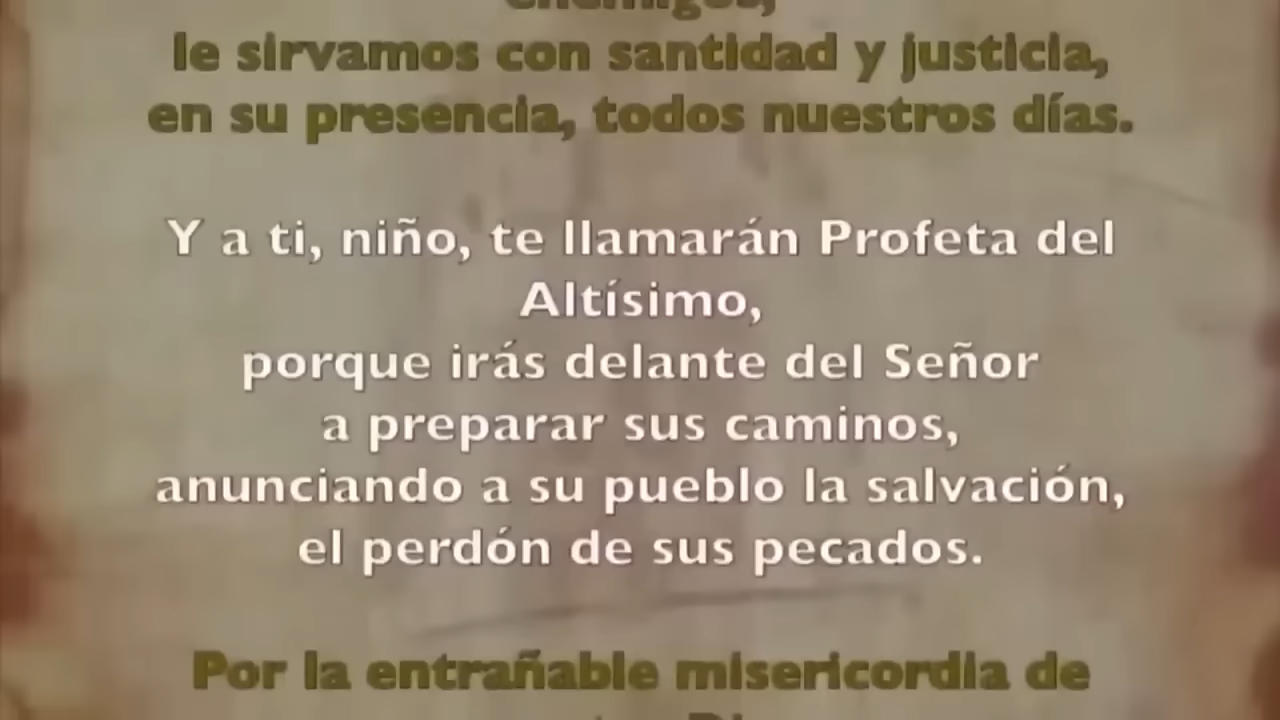 enemigos,
le sirvamos con santidad y justicia,
en su presencia, todos nuestros días.
Y a ti, niño, te llamarán Profeta del
Altísimo,
porque irás delante del Señor
a preparar sus caminos,
anunciando a su pueblo la salvación,
el perdón de sus pecados.
Por la entrañable misericordia de